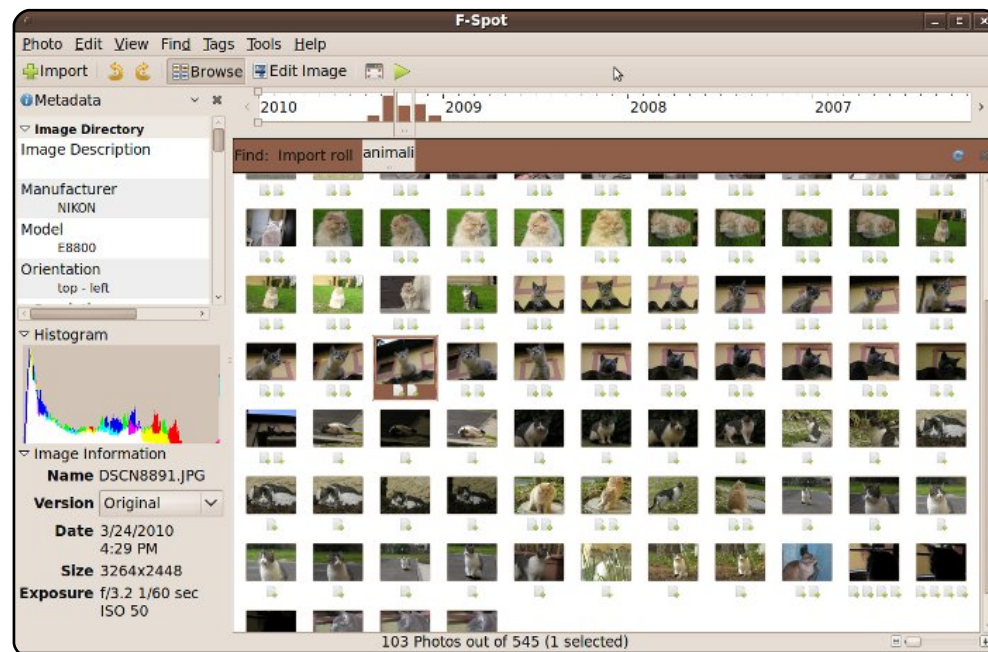 F-Spot
Photo Edit View Find Tags Tools Help
Import Browse Edit Image
Metadata
2010 2009 2008 2007
Image Directory
Image Description
Find: Import roll animali
Manufacturer
NIKON
Model
E8800
Orientation
top - left
Histogram
Image Information
Name DSCN8891.JPG
Version Original
Date 3/24/2010
4:29 PM
Size 3264x2448
Exposure f/3.2 1/60 sec
ISO 50
103 Photos out of 545 (1 selected)